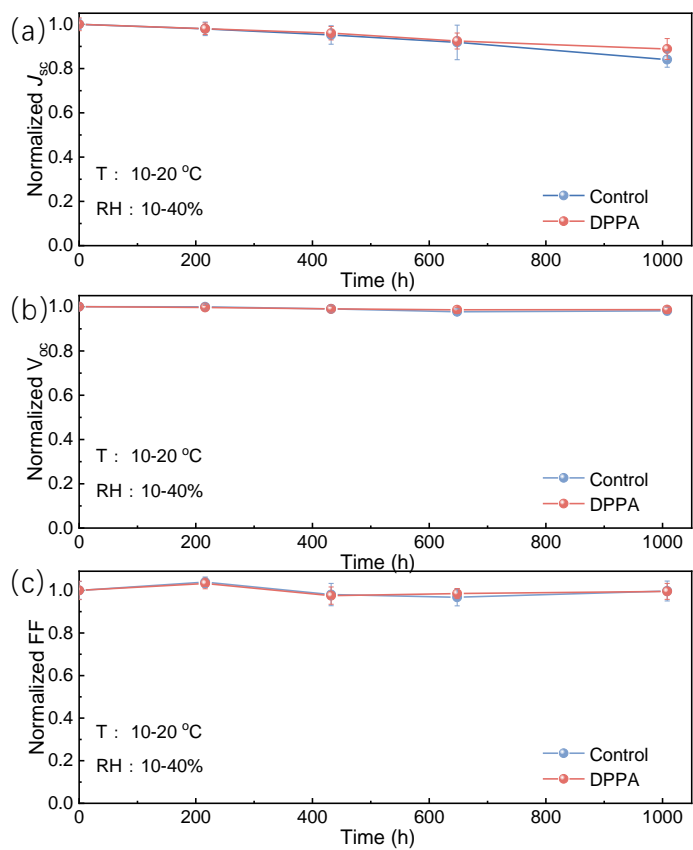 (a)
Normalized Jsc
1.0
0.8
0.6
0.4
0.2
0.0
T : 10-20 oC
RH : 10-40%
Control
DPPA
0 200 400 600 800 1000
Time (h)
(b)
Normalized Voc
1.0
0.8
0.6
0.4
0.2
0.0
T : 10-20 oC
RH : 10-40%
Control
DPPA
0 200 400 600 800 1000
Time (h)
(c)
Normalized FF
1.0
0.8
0.6
0.4
0.2
0.0
T : 10-20 oC
RH : 10-40%
Control
DPPA
0 200 400 600 800 1000
Time (h)